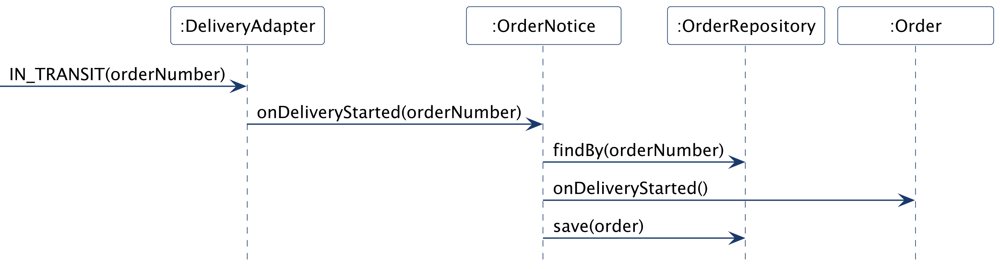 :DeliveryAdapter
:OrderNotice
:OrderRepository
:Order
IN_TRANSIT(orderNumber)
onDeliveryStarted(orderNumber)
findBy(orderNumber)
onDeliveryStarted()
save(order)